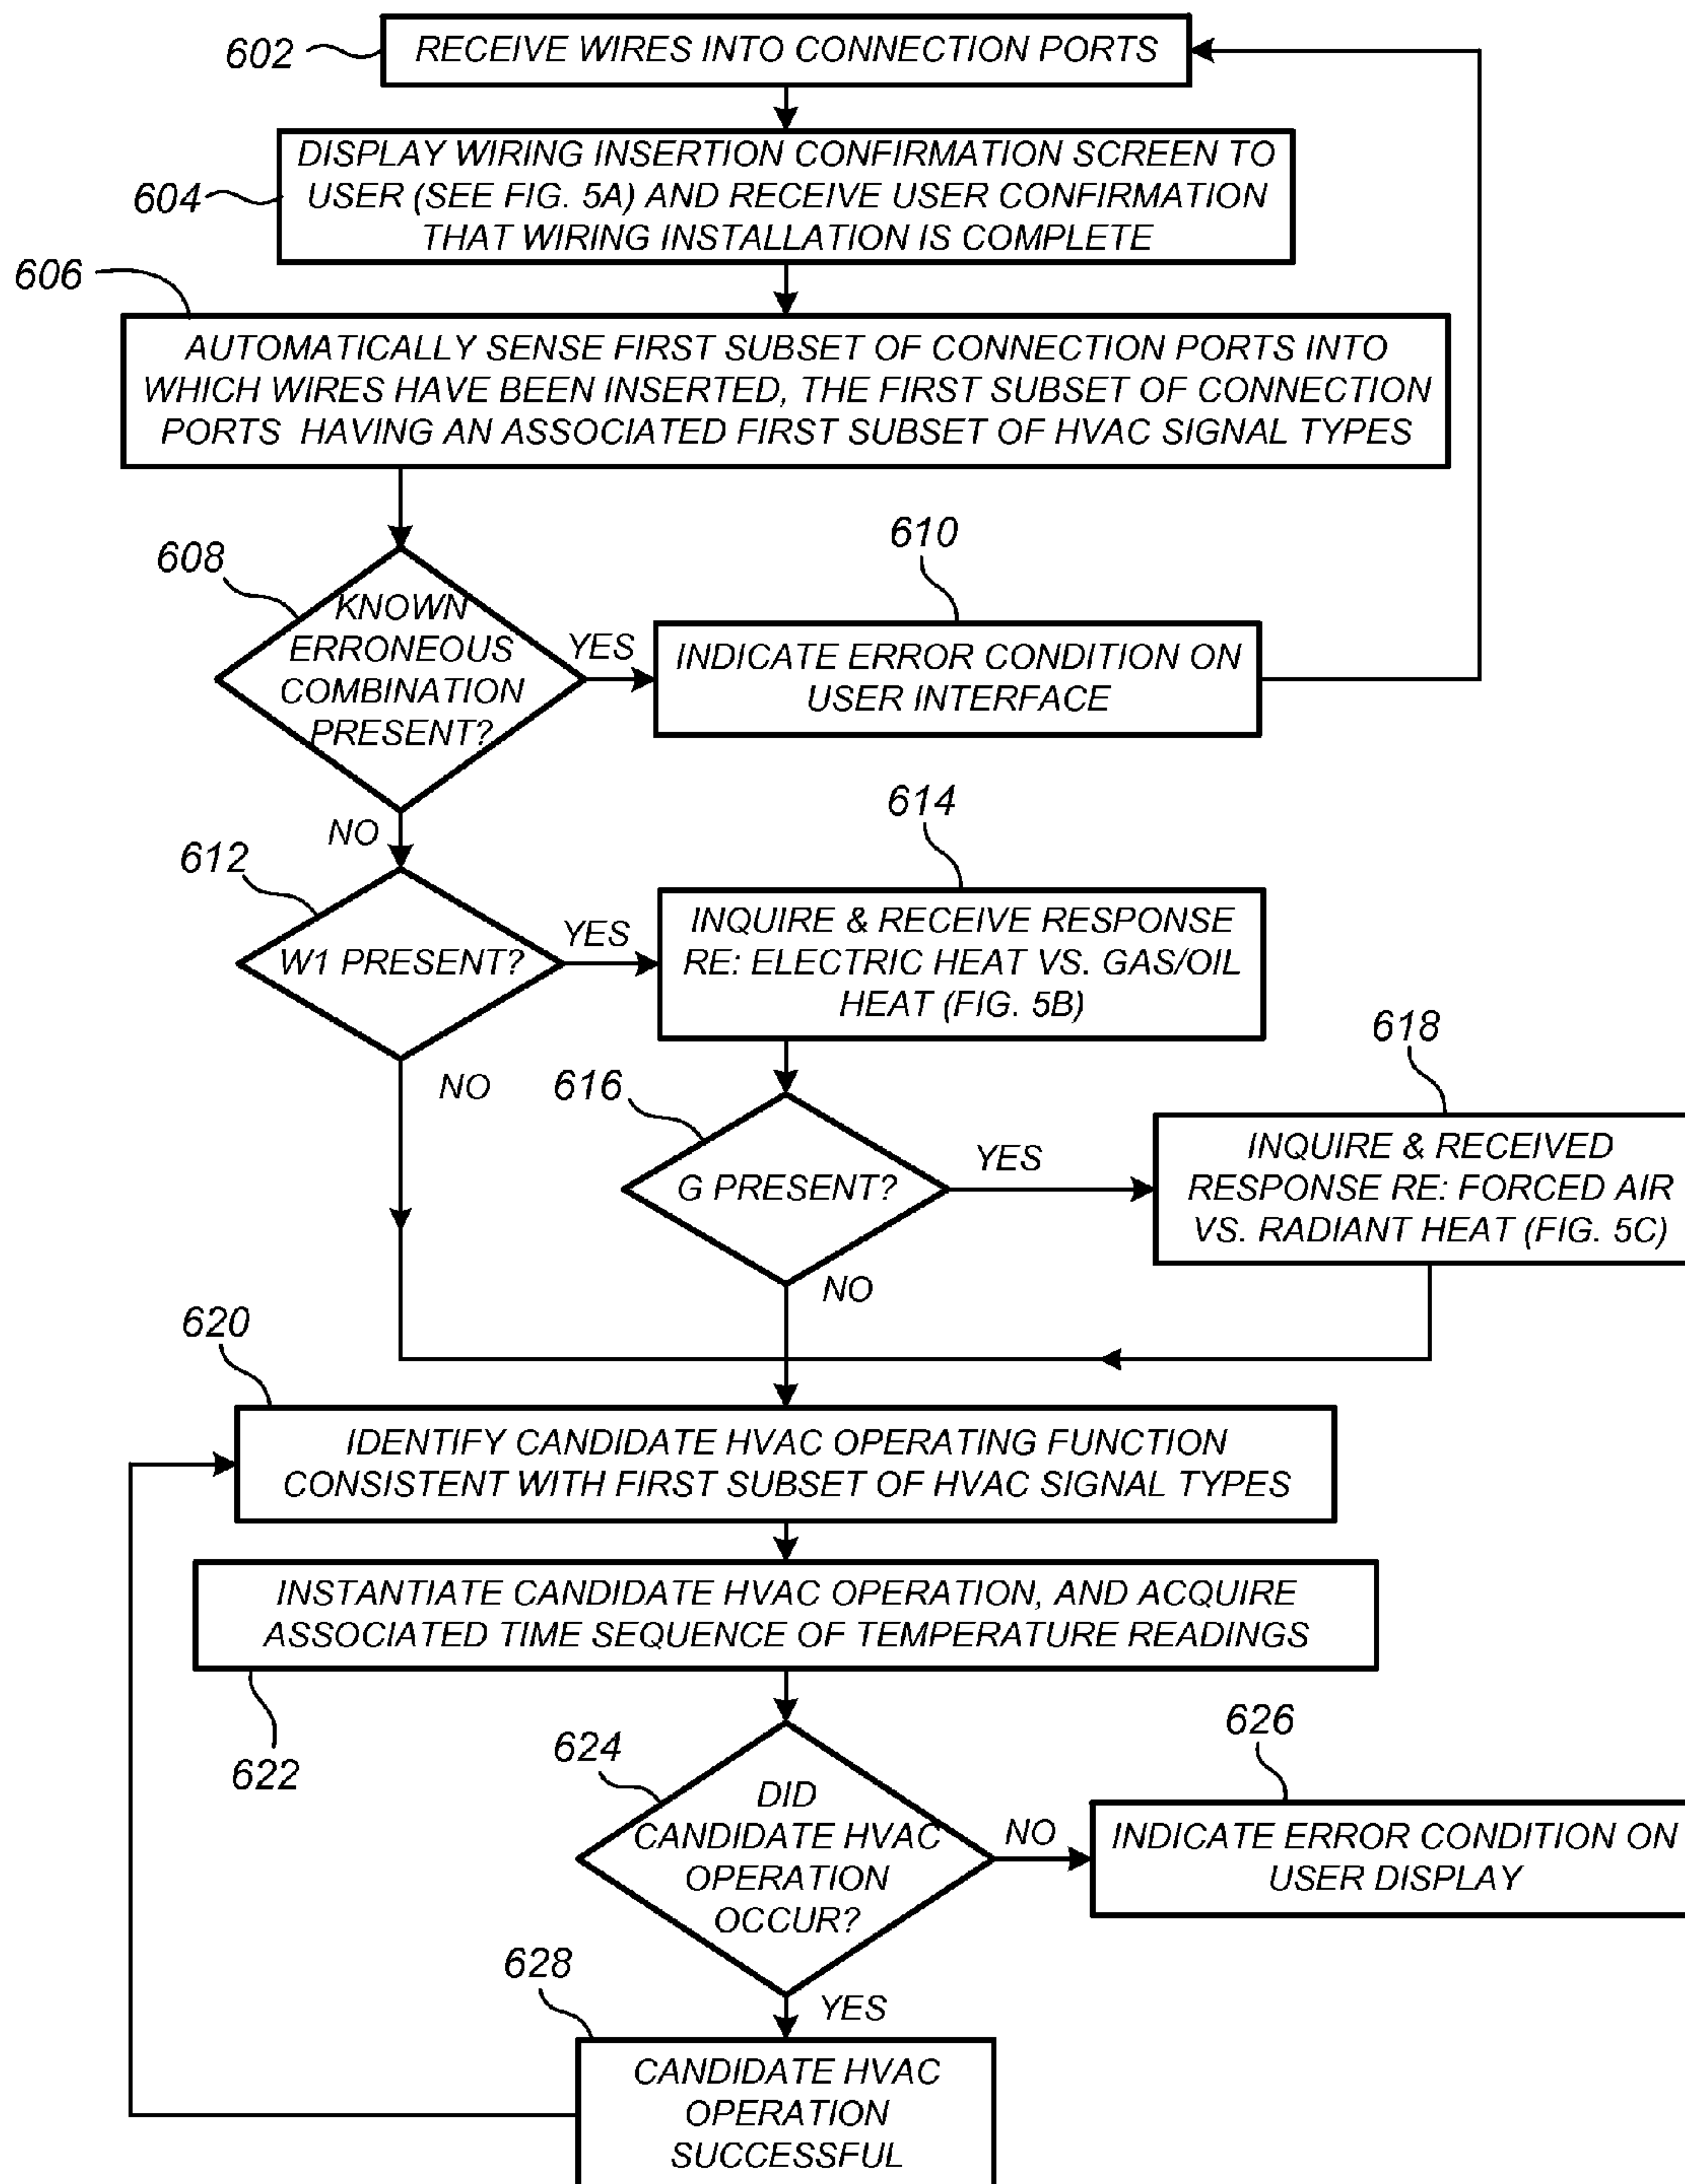 602
RECEIVE WIRES INTO CONNECTION PORTS
604
DISPLAY WIRING INSERTION CONFIRMATION SCREEN TO
USER (SEE FIG. 5A) AND RECEIVE USER CONFIRMATION
THAT WIRING INSTALLATION IS COMPLETE
606
AUTOMATICALLY SENSE FIRST SUBSET OF CONNECTION PORTS INTO
WHICH WIRES HAVE BEEN INSERTED, THE FIRST SUBSET OF CONNECTION
PORTS HAVING AN ASSOCIATED FIRST SUBSET OF HVAC SIGNAL TYPES
608
KNOWN
ERRONEOUS
COMBINATION
PRESENT?
YES
610
INDICATE ERROR CONDITION ON
USER INTERFACE
NO
612
W1 PRESENT?
YES
614
INQUIRE & RECEIVE RESPONSE
RE: ELECTRIC HEAT VS. GAS/OIL
HEAT (FIG. 5B)
NO
616
G PRESENT?
YES
618
INQUIRE & RECEIVED
RESPONSE RE: FORCED AIR
VS. RADIANT HEAT (FIG. 5C)
NO
620
IDENTIFY CANDIDATE HVAC OPERATING FUNCTION
CONSISTENT WITH FIRST SUBSET OF HVAC SIGNAL TYPES
INSTANTIATE CANDIDATE HVAC OPERATION, AND ACQUIRE
ASSOCIATED TIME SEQUENCE OF TEMPERATURE READINGS
622
624
DID
CANDIDATE HVAC
OPERATION
OCCUR?
NO
626
INDICATE ERROR CONDITION ON
USER DISPLAY
YES
628
CANDIDATE HVAC
OPERATION
SUCCESSFUL